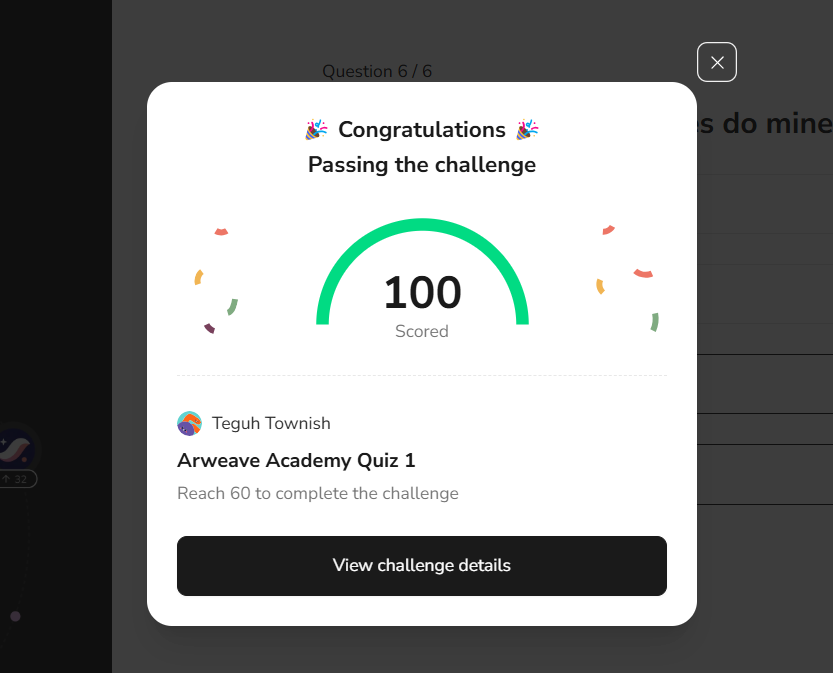 Question 6 / 6
es do mine
Congratulations
Passing the challenge
100
Scored
Teguh Townish
Arweave Academy Quiz 1
Reach 60 to complete the challenge
View challenge details
32